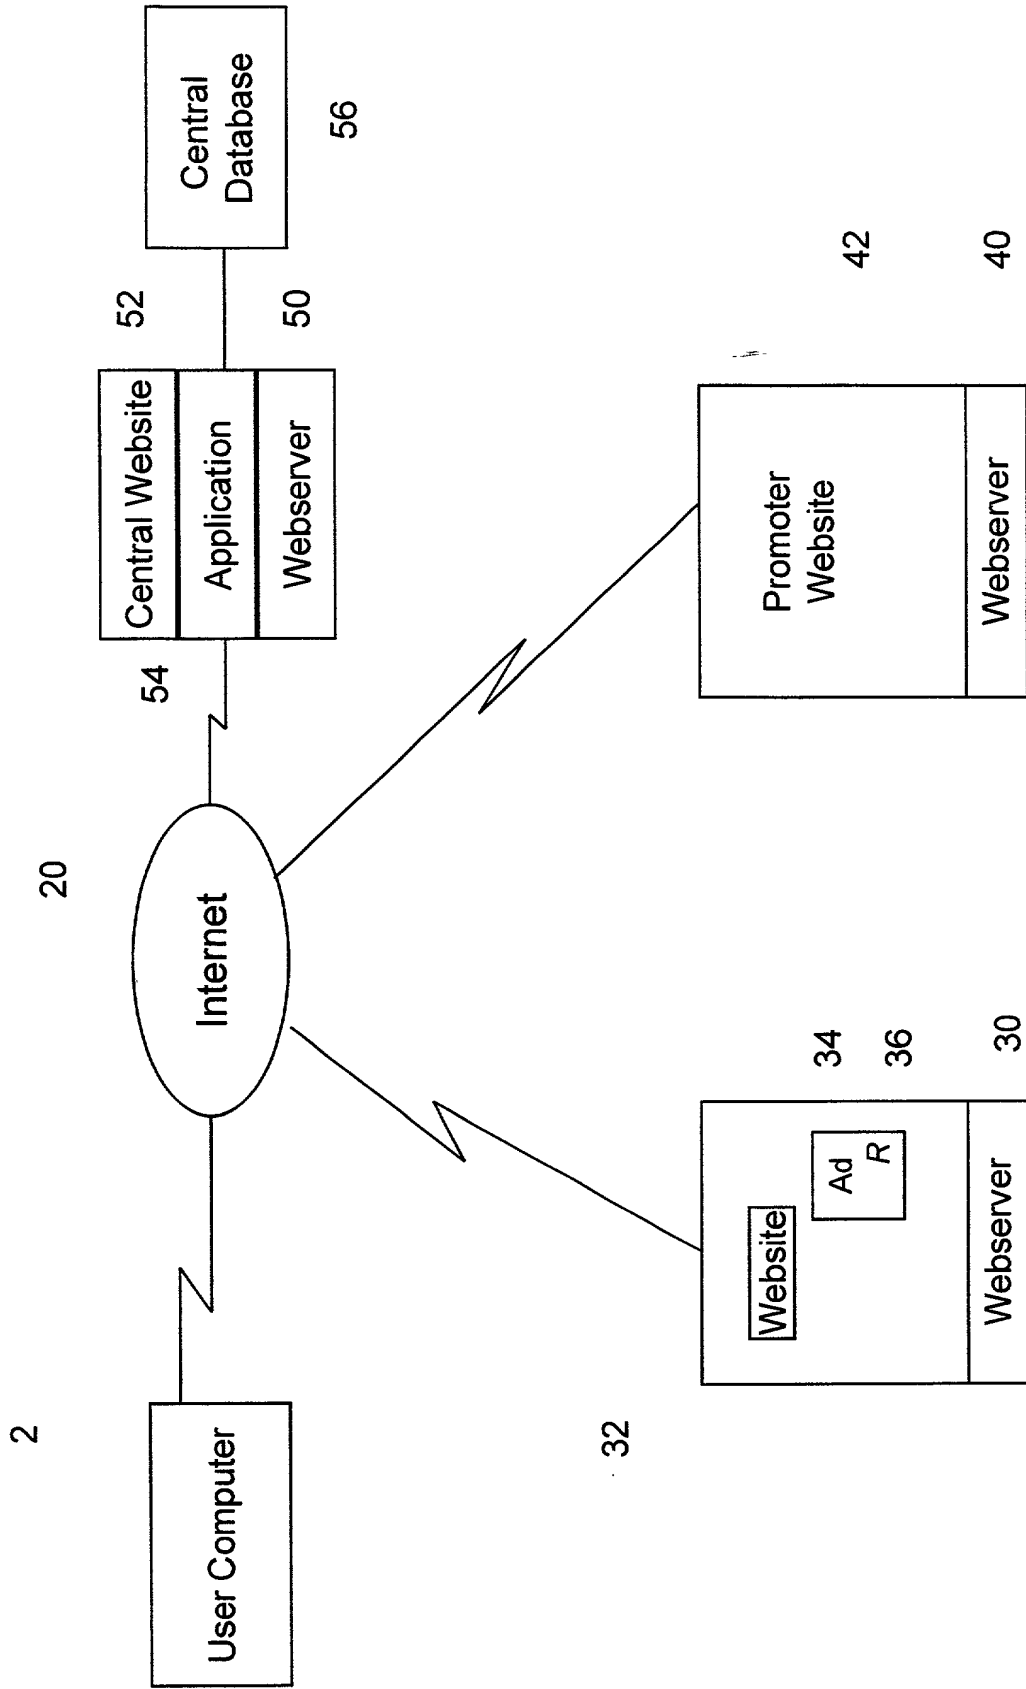 2
20
User Computer
Internet
54
Central Website
52
Application
Webserver
50
Central
Database
56
32
Website
Ad
R
34
36
Webserver
30
Promoter
Website
42
Webserver
40